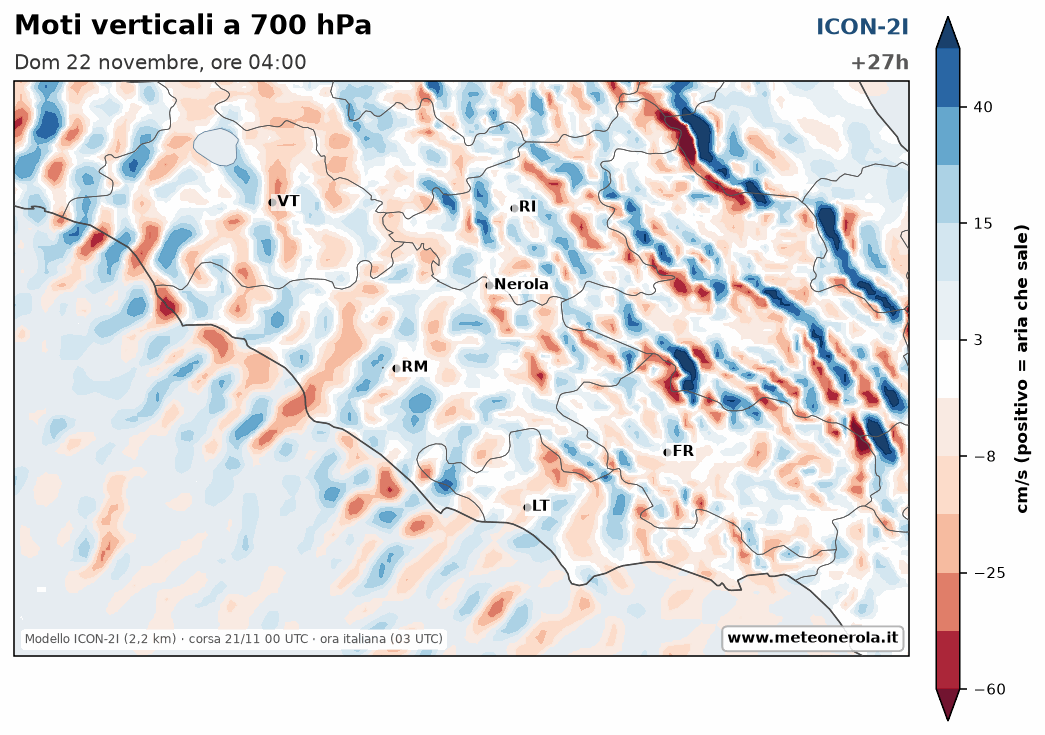 Moti verticali a 700 hPa
ICON-2I
Dom 22 novembre, ore 04:00
+27h
VT
RI
Nerola
RM
FR
LT
Modello ICON-2I (2,2 km) · corsa 21/11 00 UTC · ora italiana (03 UTC)
www.meteonerola.it
40
15
3
−8
−25
−60
cm/s (positivo = aria che sale)